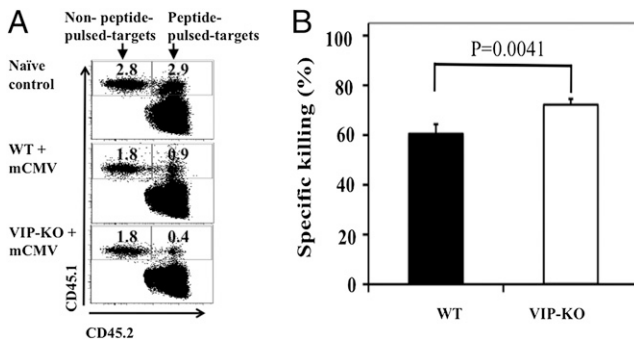 A
Non- peptide-
pulsed-targets
Peptide-
pulsed-targets
Naïve
control
2.8 2.9
WT +
mCMV
1.8 0.9
VIP-KO +
mCMV
1.8 0.4
CD45.1
CD45.2
B
P=0.0041
Specific killing (%)
100
80
60
40
20
0
WT VIP-KO